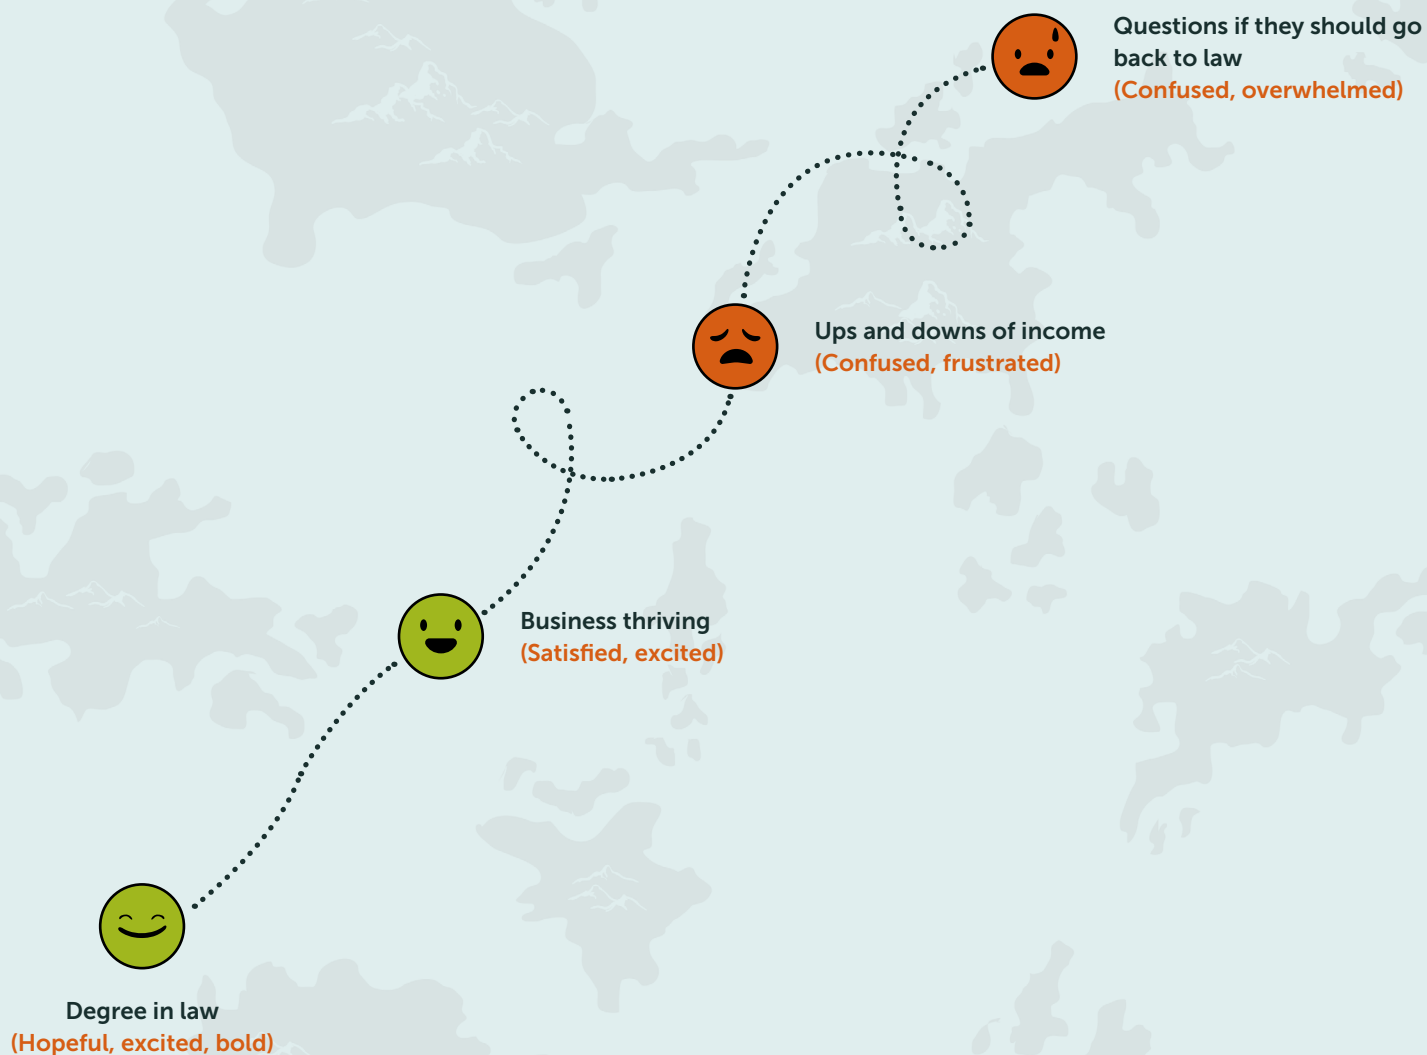 Questions if they should go
back to law
(Confused, overwhelmed)
Ups and downs of income
(Confused, frustrated)
Business thriving
(Satisfied, excited)
Degree in law
(Hopeful, excited, bold)